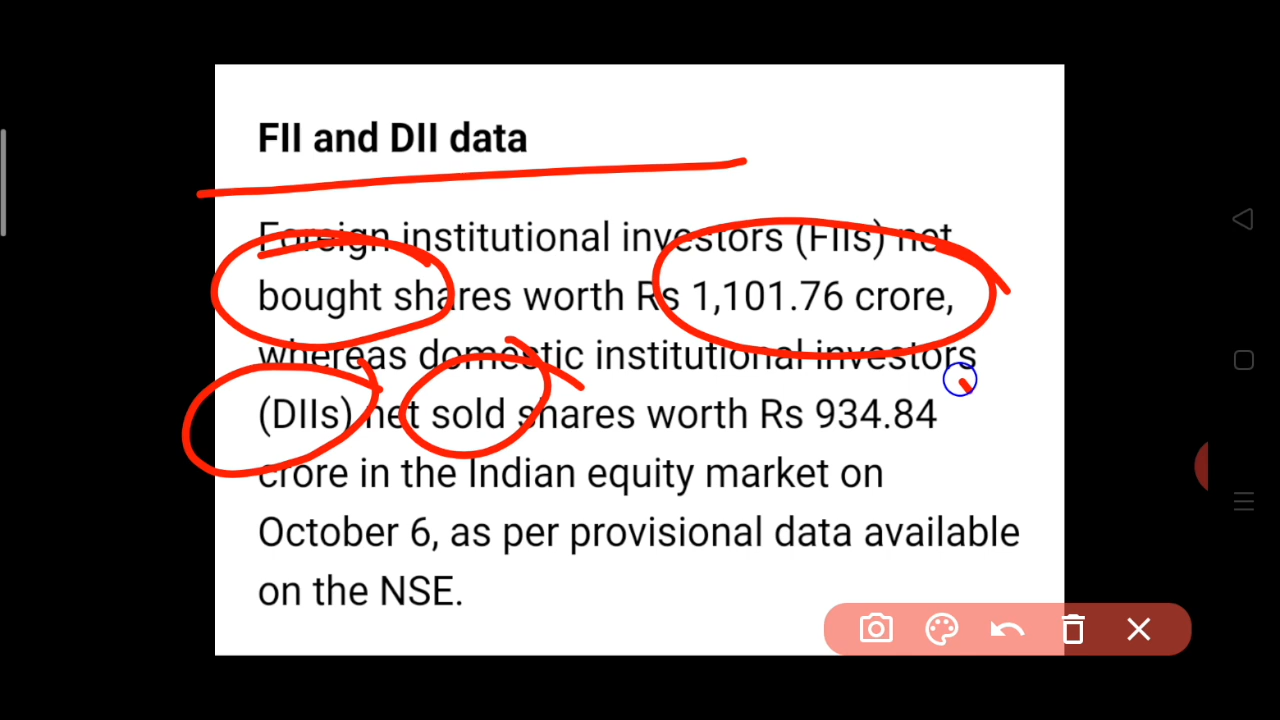 FII and DII data
Foreign institutional investors (FIIs) net
bought shares worth Rs 1,101.76 crore,
whereas domestic institutional investors
(DIIs) net sold shares worth Rs 934.84
crore in the Indian equity market on
October 6, as per provisional data available
on the NSE.